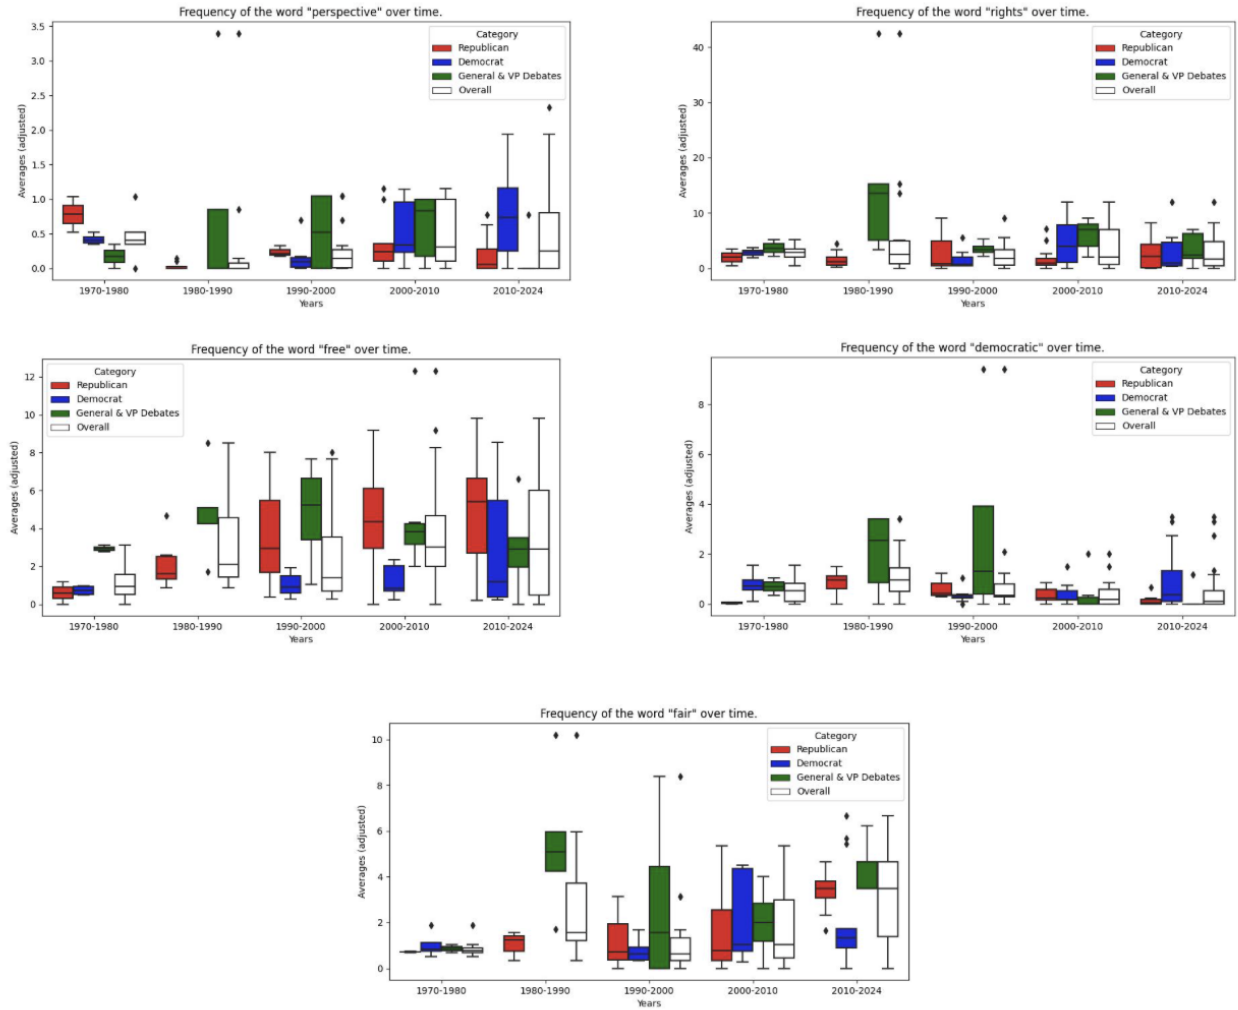 Frequency of the word "perspective" over time.
Category
Republican
Democrat
General & VP Debates
Overall
Averages (adjusted)
3.5
3.0
2.5
2.0
1.5
1.0
0.5
0.0
1970-1980 1980-1990 1990-2000 2000-2010 2010-2024
Years
Frequency of the word "rights" over time.
Category
Republican
Democrat
General & VP Debates
Overall
Averages (adjusted)
40
30
20
10
0
1970-1980 1980-1990 1990-2000 2000-2010 2010-2024
Years
Frequency of the word "free" over time.
Category
Republican
Democrat
General & VP Debates
Overall
Averages (adjusted)
12
10
8
6
4
2
0
1970-1980 1980-1990 1990-2000 2000-2010 2010-2024
Years
Frequency of the word "democratic" over time.
Category
Republican
Democrat
General & VP Debates
Overall
Averages (adjusted)
8
6
4
2
0
1970-1980 1980-1990 1990-2000 2000-2010 2010-2024
Years
Frequency of the word "fair" over time.
Category
Republican
Democrat
General & VP Debates
Overall
Averages (adjusted)
10
8
6
4
2
0
1970-1980 1980-1990 1990-2000 2000-2010 2010-2024
Years